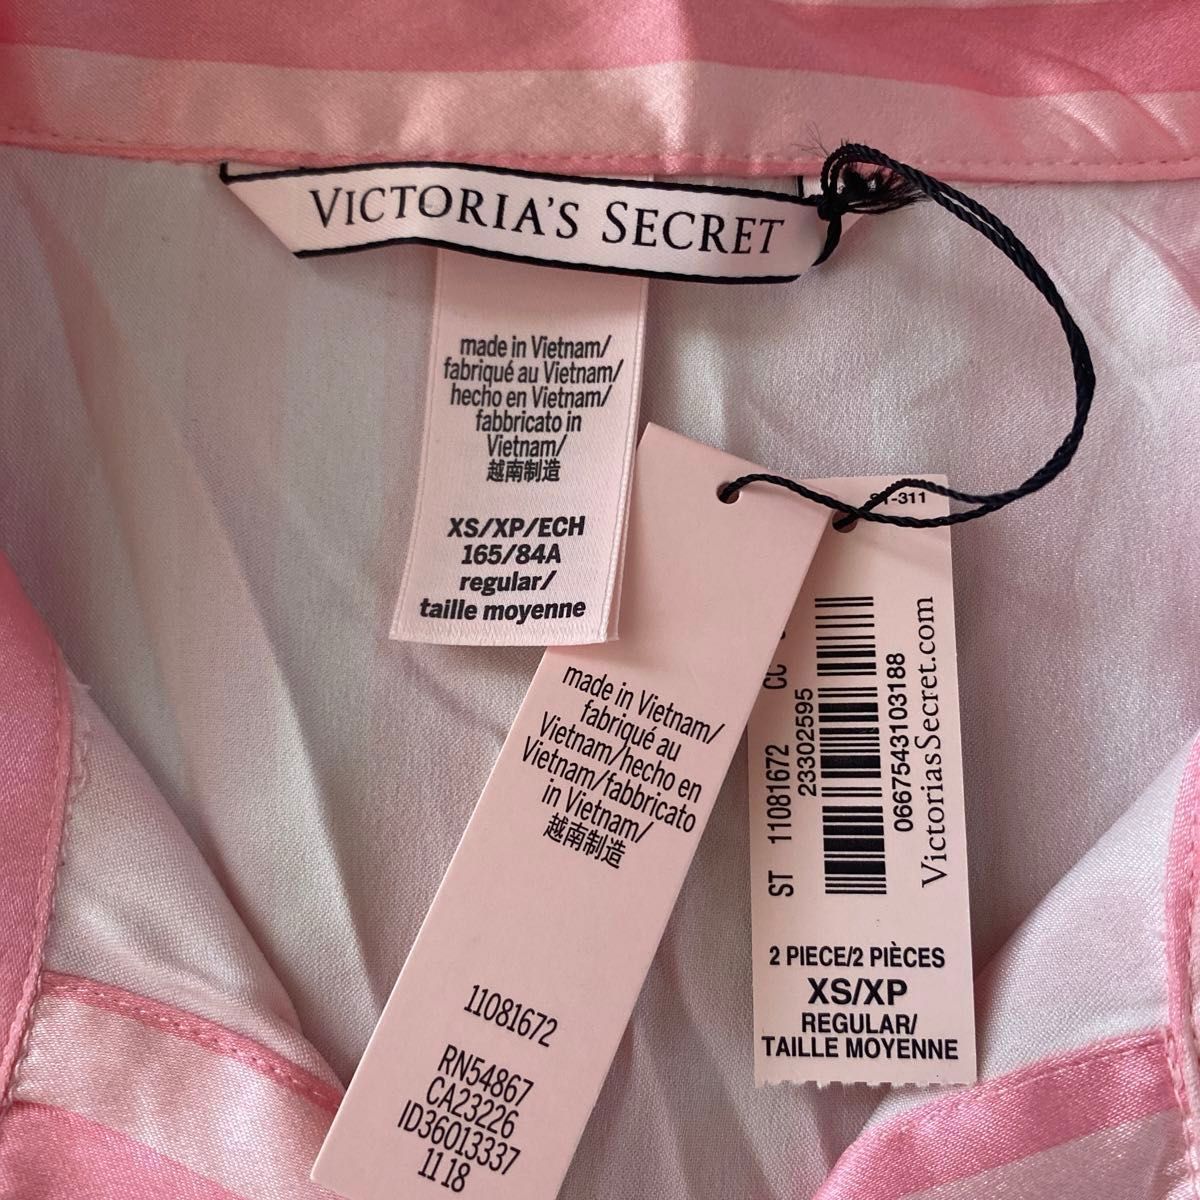 VICTORIA'S SECRET
made in Vietnam/
fabriqué au Vietnam/
hecho en Vietnam/
fabbricato in
Vietnam/
越南制造
XS/XP/ECH
165/84A
regular/
taille moyenne
made in Vietnam/
fabriqué au
Vietnam/hecho en
Vietnam/fabbricato
in Vietnam/
越南制造
11081672
RN54867
CA23226
ID36013337
11 18
ST 11081672 CC
23302595
0667543103188
VictoriasSecret.com
2 PIECE/2 PIÈCES
XS/XP
REGULAR/
TAILLE MOYENNE